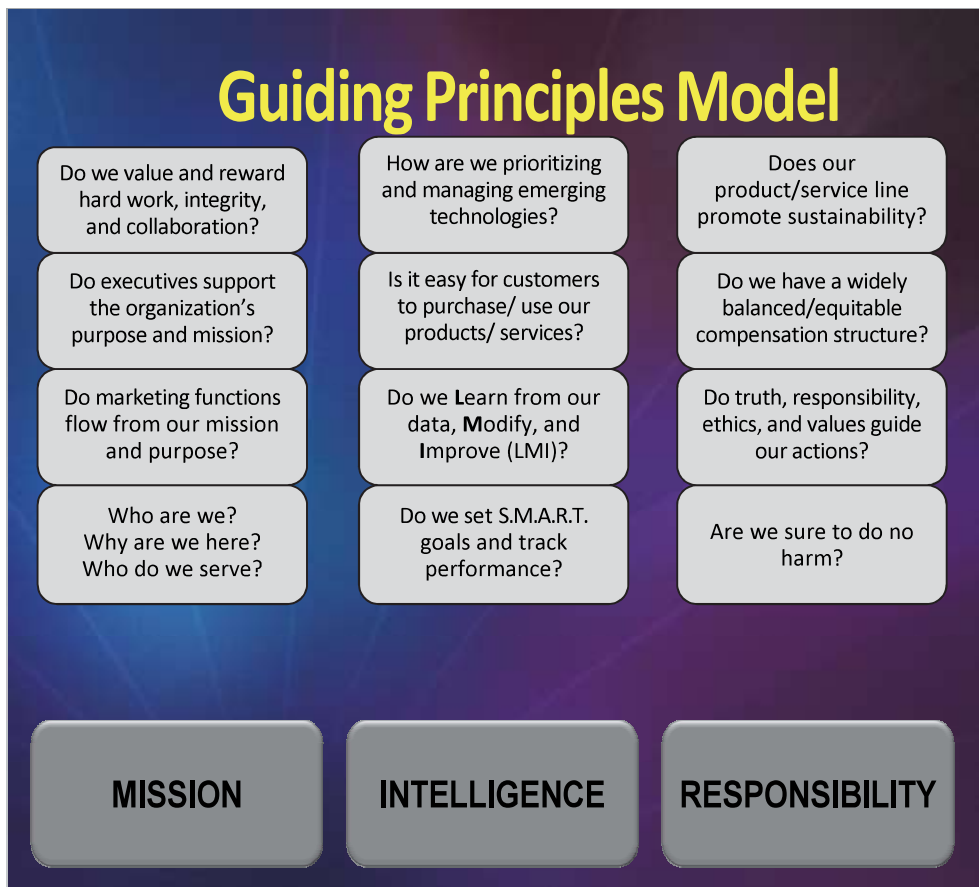 Guiding Principles Model
Do we value and reward
hard work, integrity,
and collaboration?
Do executives support
the organization’s
purpose and mission?
Do marketing functions
flow from our mission
and purpose?
Who are we?
Why are we here?
Who do we serve?
MISSION
How are we prioritizing
and managing emerging
technologies?
Is it easy for customers
to purchase/ use our
products/ services?
Do we Learn from our
data, Modify, and
Improve (LMI)?
Do we set S.M.A.R.T.
goals and track
performance?
INTELLIGENCE
Does our
product/service line
promote sustainability?
Do we have a widely
balanced/equitable
compensation structure?
Do truth, responsibility,
ethics, and values guide
our actions?
Are we sure to do no
harm?
RESPONSIBILITY